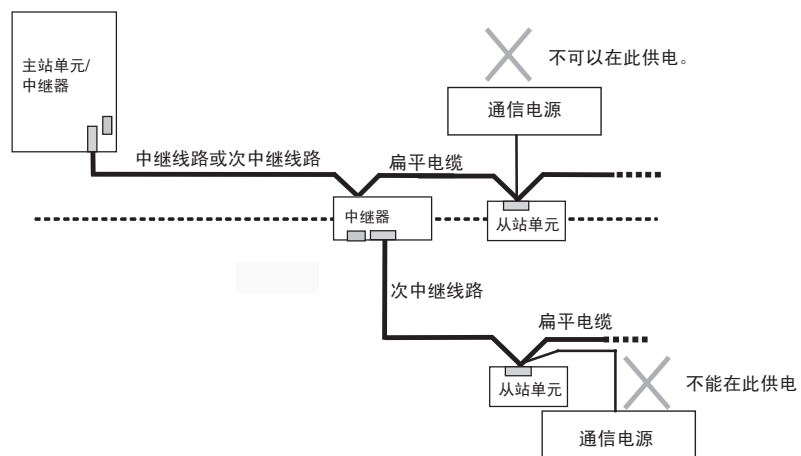 主站单元/
中继器
不可以在此供电。
通信电源
中继线路或次中继线路
扁平电缆
中继器
从站单元
次中继线路
扁平电缆
从站单元
不能在此供电
通信电源